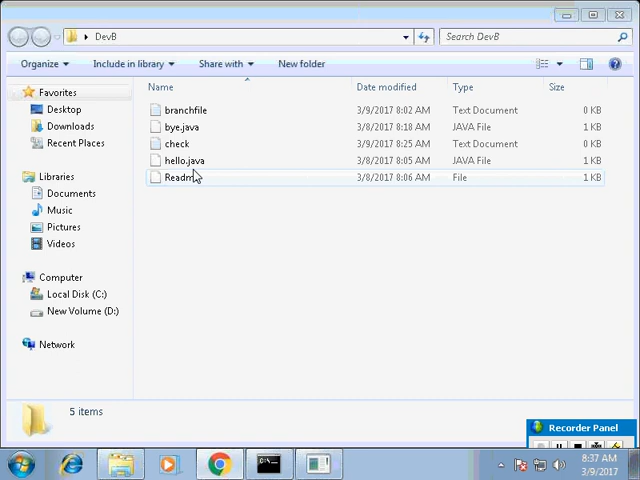 DevB
Search DevB
Organize
Include in library
Share with
New folder
Name
Date modified
Type
Size
Favorites
Desktop
Downloads
Recent Places
Libraries
Documents
Music
Pictures
Videos
Computer
Local Disk (C:)
New Volume (D:)
Network
branchfile 3/9/2017 8:02 AM Text Document 0 KB
bye.java 3/8/2017 8:18 AM JAVA File 1 KB
check 3/9/2017 8:25 AM Text Document 0 KB
hello.java 3/8/2017 8:05 AM JAVA File 1 KB
Readm 3/8/2017 8:06 AM File 1 KB
5 items
Recorder Panel
8:37 AM
3/9/2017